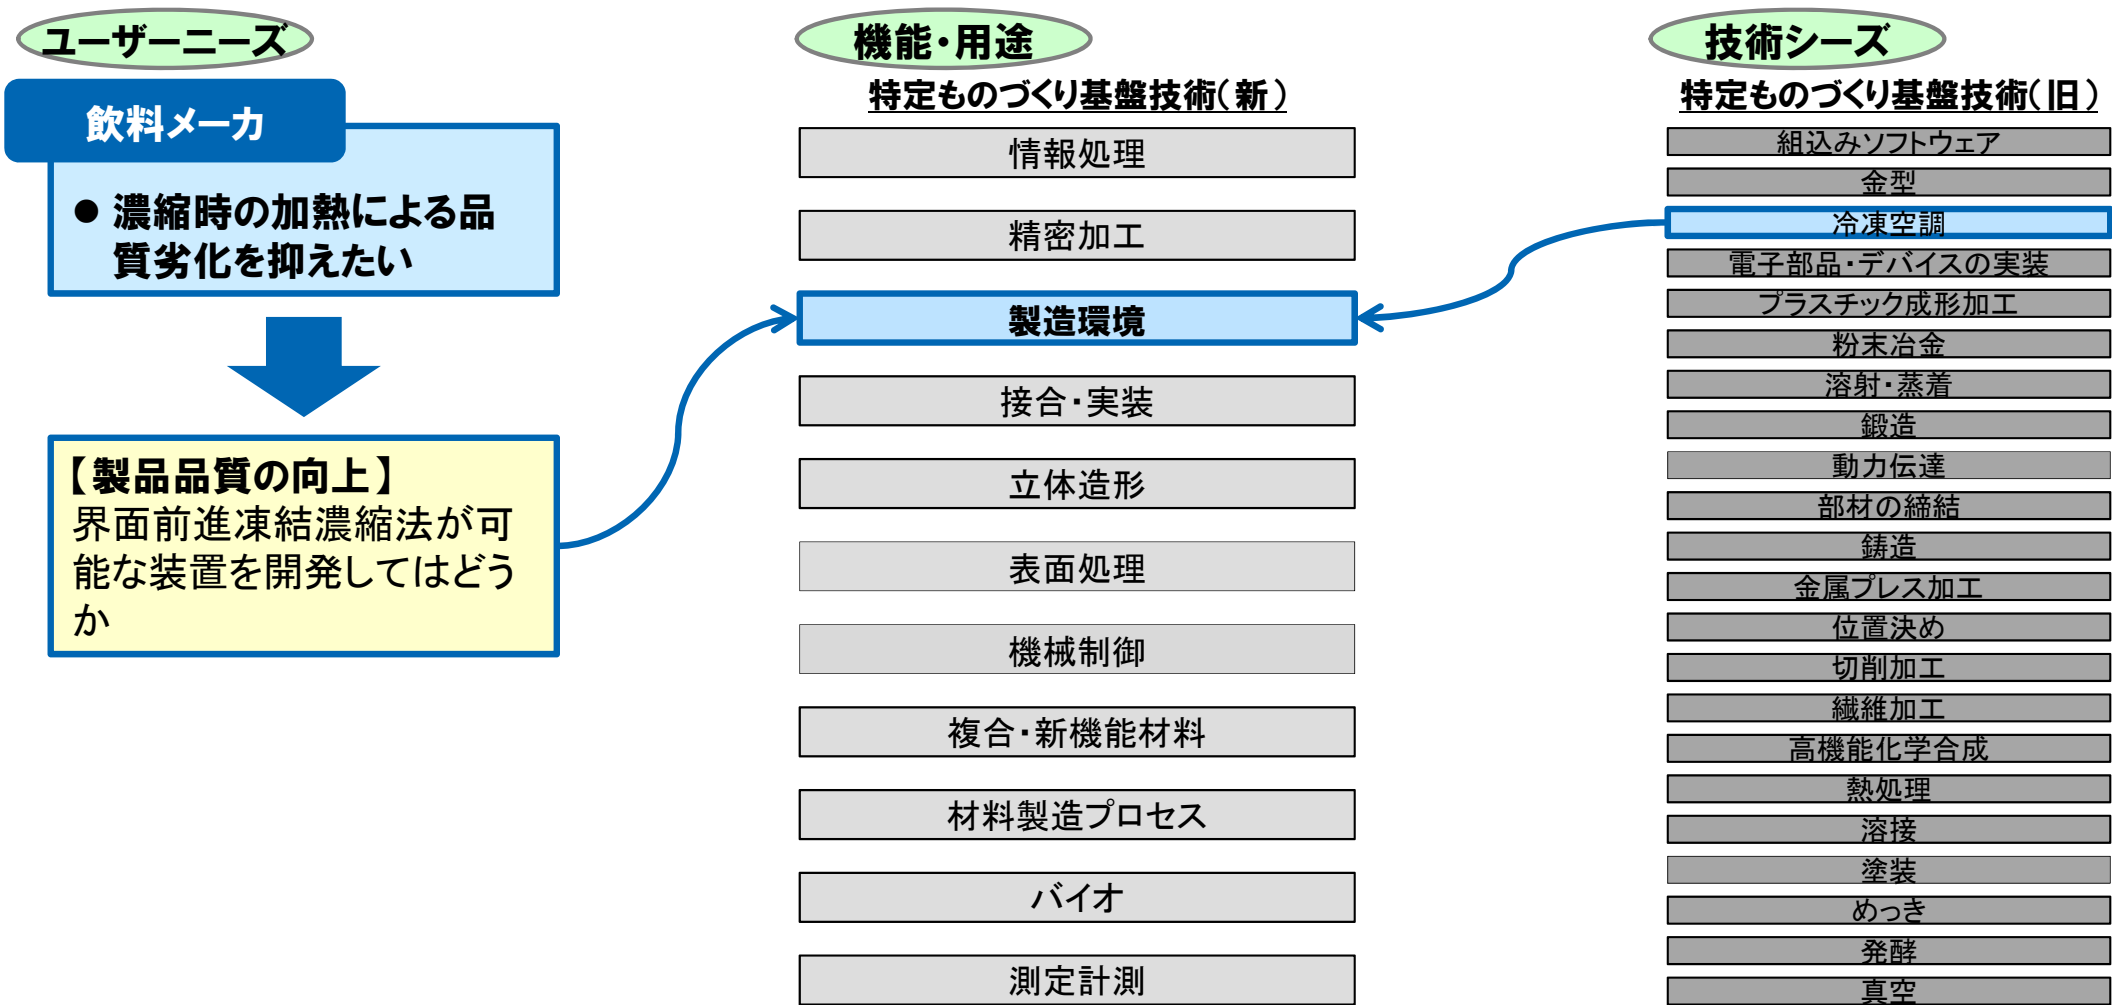 ユーザーニーズ
飲料メーカ
● 濃縮時の加熱による品
質劣化を抑えたい
【製品品質の向上】
界面前進凍結濃縮法が可
能な装置を開発してはどう
か
機能・用途
特定ものづくり基盤技術(新)
情報処理
精密加工
製造環境
接合・実装
立体造形
表面処理
機械制御
複合・新機能材料
材料製造プロセス
バイオ
測定計測
技術シーズ
特定ものづくり基盤技術(旧)
組込みソフトウェア
金型
冷凍空調
電子部品・デバイスの実装
プラスチック成形加工
粉末冶金
溶射・蒸着
鍛造
動力伝達
部材の締結
鋳造
金属プレス加工
位置決め
切削加工
繊維加工
高機能化学合成
熱処理
溶接
塗装
めっき
発酵
真空